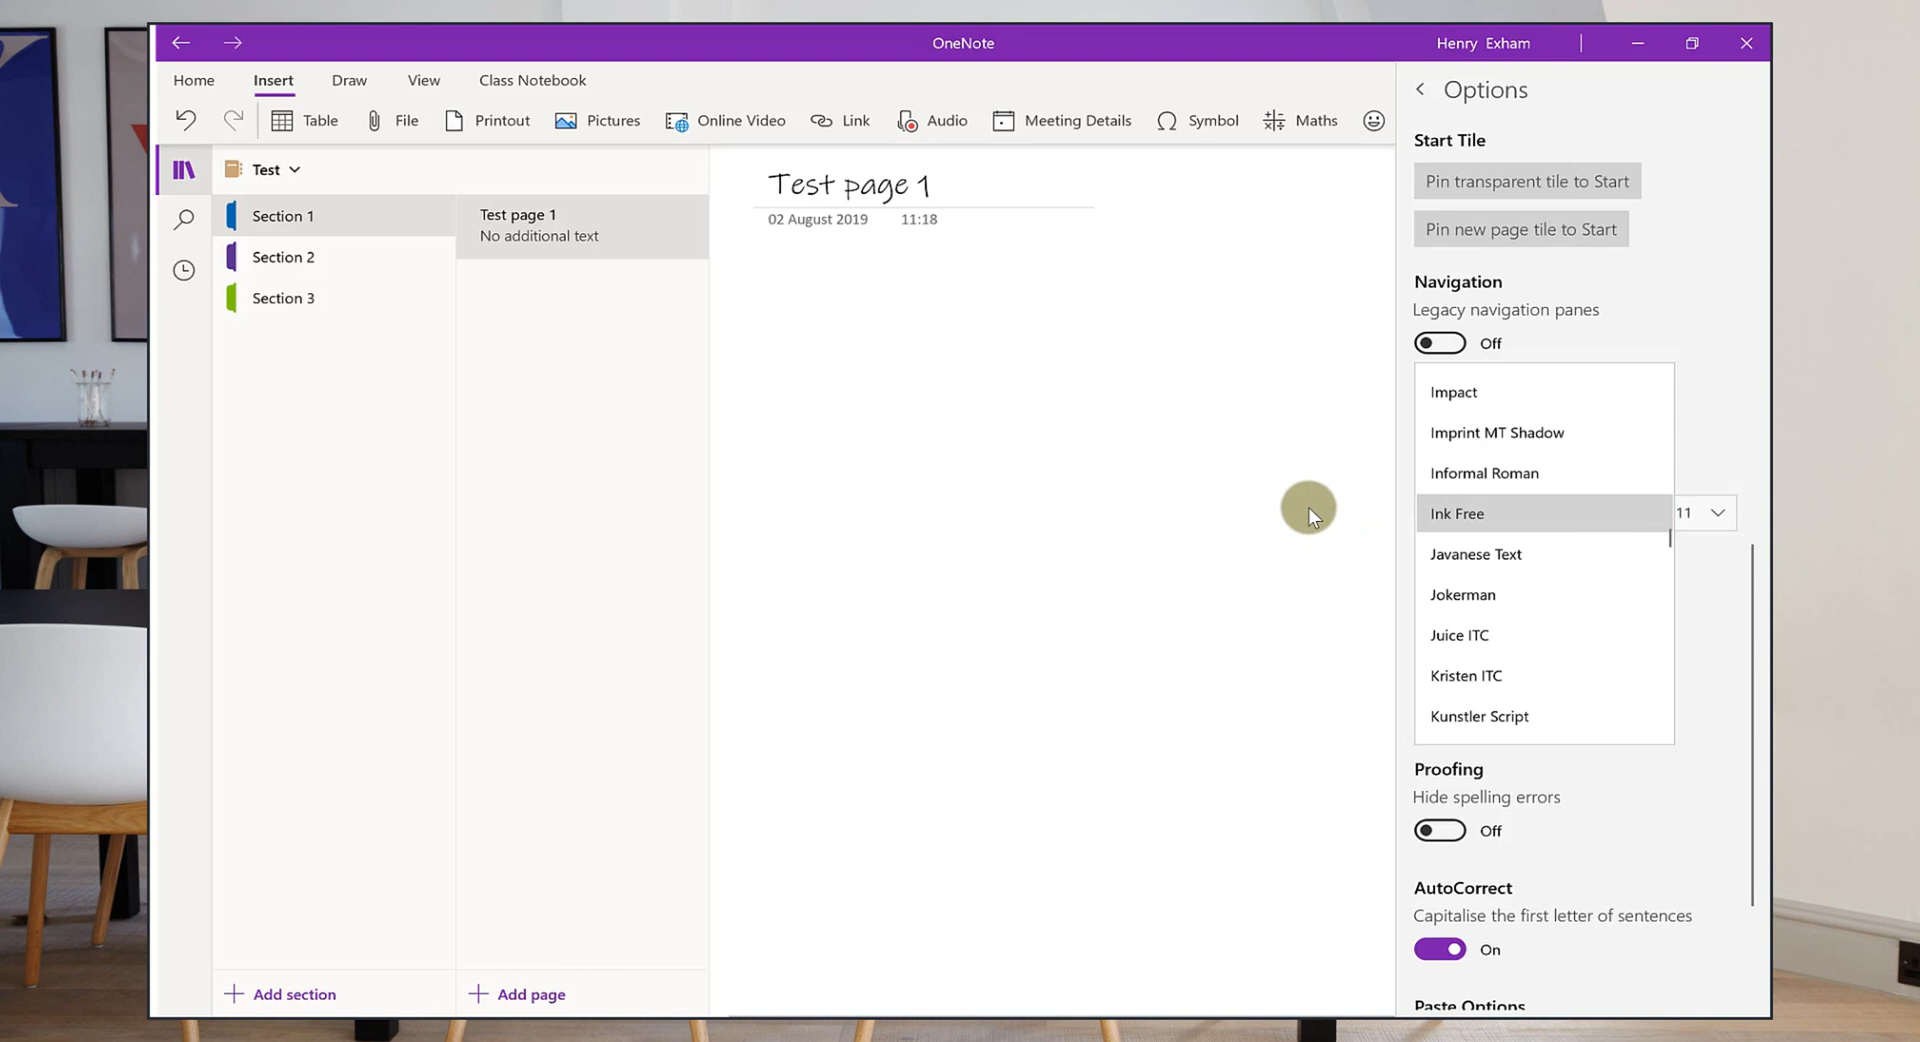 OneNote
Henry Exham
Home Insert Draw View Class Notebook
Table File Printout Pictures Online Video Link Audio Meeting Details Symbol Maths
Test
Section 1
Section 2
Section 3
Add section
Test page 1
No additional text
Add page
Test page 1
02 August 2019 11:18
Options
Start Tile
Pin transparent tile to Start
Pin new page tile to Start
Navigation
Legacy navigation panes
Off
Impact
Imprint MT Shadow
Informal Roman
Ink Free
11
Javanese Text
Jokerman
Juice ITC
Kristen ITC
Kunstler Script
Proofing
Hide spelling errors
Off
AutoCorrect
Capitalise the first letter of sentences
On
Paste Options